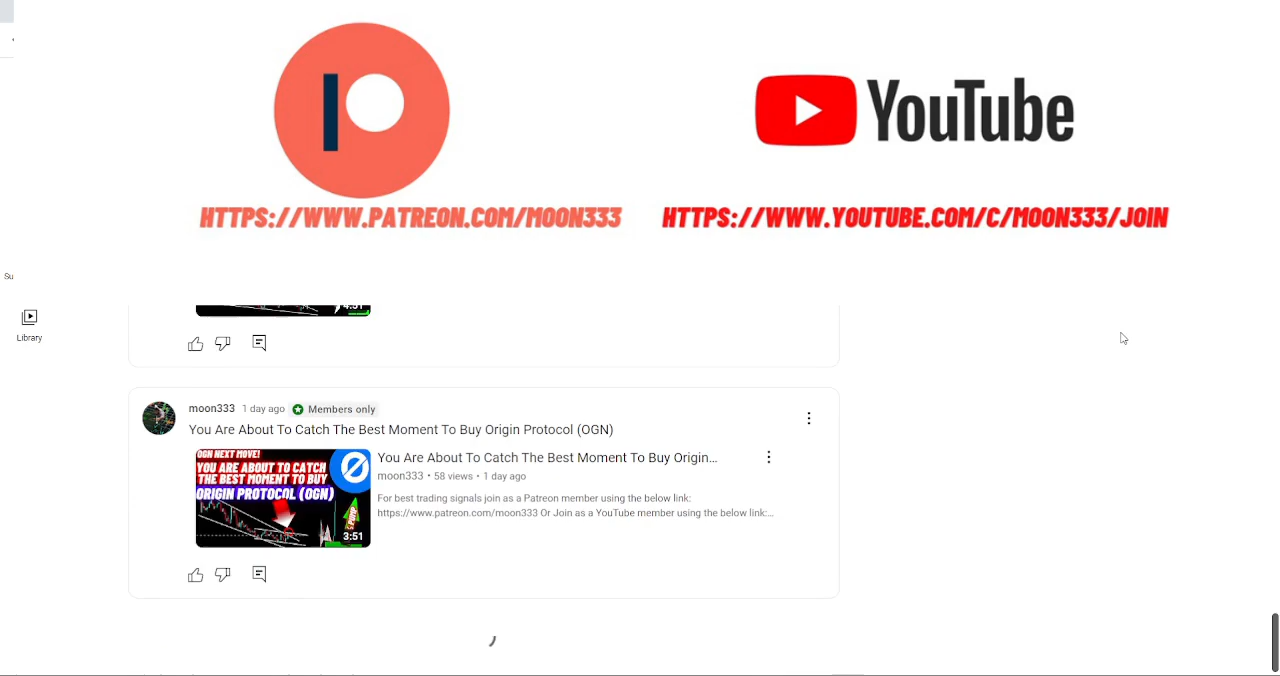 YouTube
HTTPS://WWW.PATREON.COM/MOON333
HTTPS://WWW.YOUTUBE.COM/C/MOON333/JOIN
Su
Library
4:51
moon333 1 day ago Members only
You Are About To Catch The Best Moment To Buy Origin Protocol (OGN)
OGN NEXT MOVE!
YOU ARE ABOUT TO CATCH
THE BEST MOMENT TO BUY
ORIGIN PROTOCOL (OGN)
PUMP
3:51
You Are About To Catch The Best Moment To Buy Origin...
moon333 • 58 views • 1 day ago
For best trading signals join as a Patreon member using the below link:
https://www.patreon.com/moon333 Or Join as a YouTube member using the below link:...